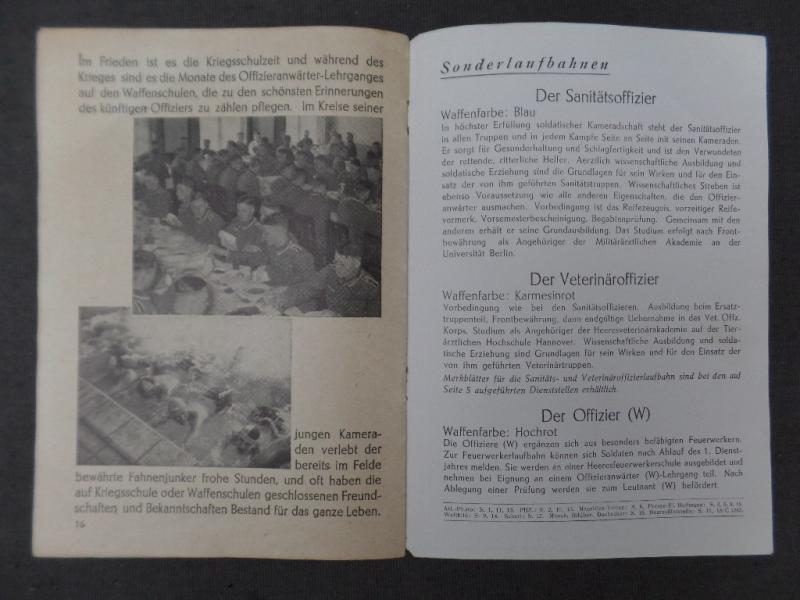 Im Frieden ist es die Kriegsschulzeit und während des
Krieges sind es die Monate des Offizieranwärter-Lehrganges
auf den Waffenschulen, die zu den schönsten Erinnerungen
des künftigen Offiziers zu zählen pflegen. Im Kreise seiner
jungen Kamera-
den verlebt der
bereits im Felde
bewährte Fahnenjunker frohe Stunden, und oft haben die
auf Kriegsschule oder Waffenschulen geschlossenen Freund-
schaften und Bekanntschaften Bestand für das ganze Leben.
16
Sonderlaufbahnen
Der Sanitätsoffizier
Waffenfarbe: Blau
In höchster Erfüllung soldatischer Kameradschaft steht der Sanitätsoffizier
in allen Truppen und in jedem Kampfe Seite an Seite mit seinen Kameraden.
Er sorgt für Gesunderhaltung und Schlagfertigkeit und ist den Verwundeten
der rettende, ritterliche Helfer. Aerztlich wissenschaftliche Ausbildung und
soldatische Erziehung sind die Grundlagen für sein Wirken und für den Ein-
satz der von ihm geführten Sanitätstruppen. Wissenschaftliches Streben ist
ebenso Voraussetzung wie alle anderen Eigenschaften, die den Offizier-
anwärter ausmachen. Vorbedingung ist das Reifezeugnis, vorzeitiger Reife-
vermerk, Vorsemesterbescheinigung, Begabtenprüfung. Gemeinsam mit den
anderen erhält er seine Grundausbildung. Das Studium erfolgt nach Front-
bewährung als Angehöriger der Militärärztlichen Akademie an der
Universität Berlin.
Der Veterinäroffizier
Waffenfarbe: Karmesinrot
Vorbedingung wie bei den Sanitätsoffizieren. Ausbildung beim Ersatz-
truppenteil, Frontbewährung, dann endgültige Uebernahme in das Vet. Offz.
Korps. Studium als Angehöriger der Heeresveterinärakademie auf der Tier-
ärztlichen Hochschule Hannover. Wissenschaftliche Ausbildung und solda-
tische Erziehung sind Grundlagen für sein Wirken und für den Einsatz der
von ihm geführten Veterinärtruppen.
Merkblätter für die Sanitäts- und Veterinäroffizierlaufbahn sind bei den auf
Seite 5 aufgeführten Dienststellen erhältlich.
Der Offizier (W)
Waffenfarbe: Hochrot
Die Offiziere (W) ergänzen sich aus besonders befähigten Feuerwerkern.
Zur Feuerwerkerlaufbahn können sich Soldaten nach Ablauf des 1. Dienst-
jahres melden. Sie werden an einer Heeresfeuerwerkerschule ausgebildet und
nehmen bei Eignung an einem Offizieranwärter (W)-Lehrgang teil. Nach
Ablegung einer Prüfung werden sie zum Leutnant (W) befördert.